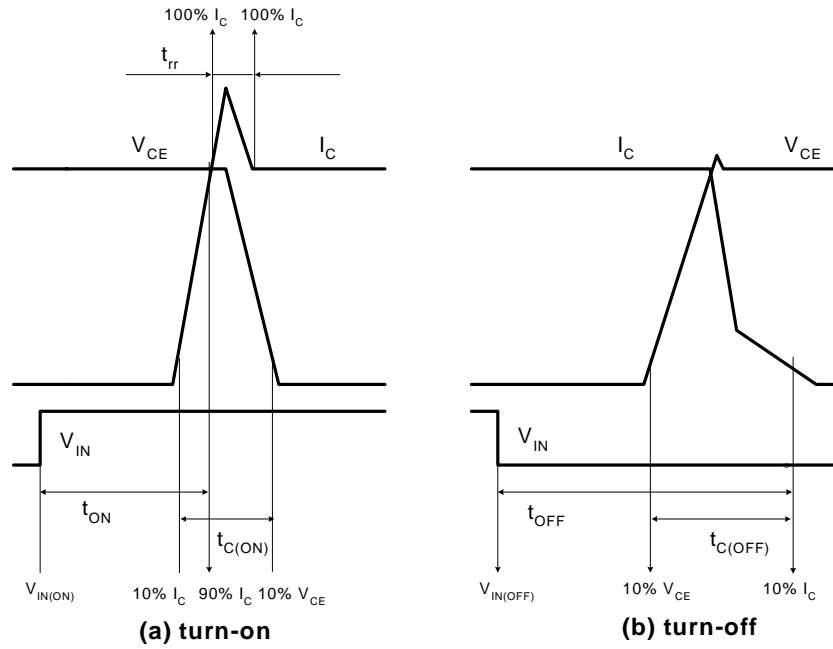 100% I_C 100% I_C
t_rr
V_CE I_C
V_IN
t_ON
t_C(ON)
V_IN(ON) 10% I_C 90% I_C 10% V_CE
(a) turn-on
I_C V_CE
V_IN
t_OFF
t_C(OFF)
V_IN(OFF) 10% V_CE 10% I_C
(b) turn-off